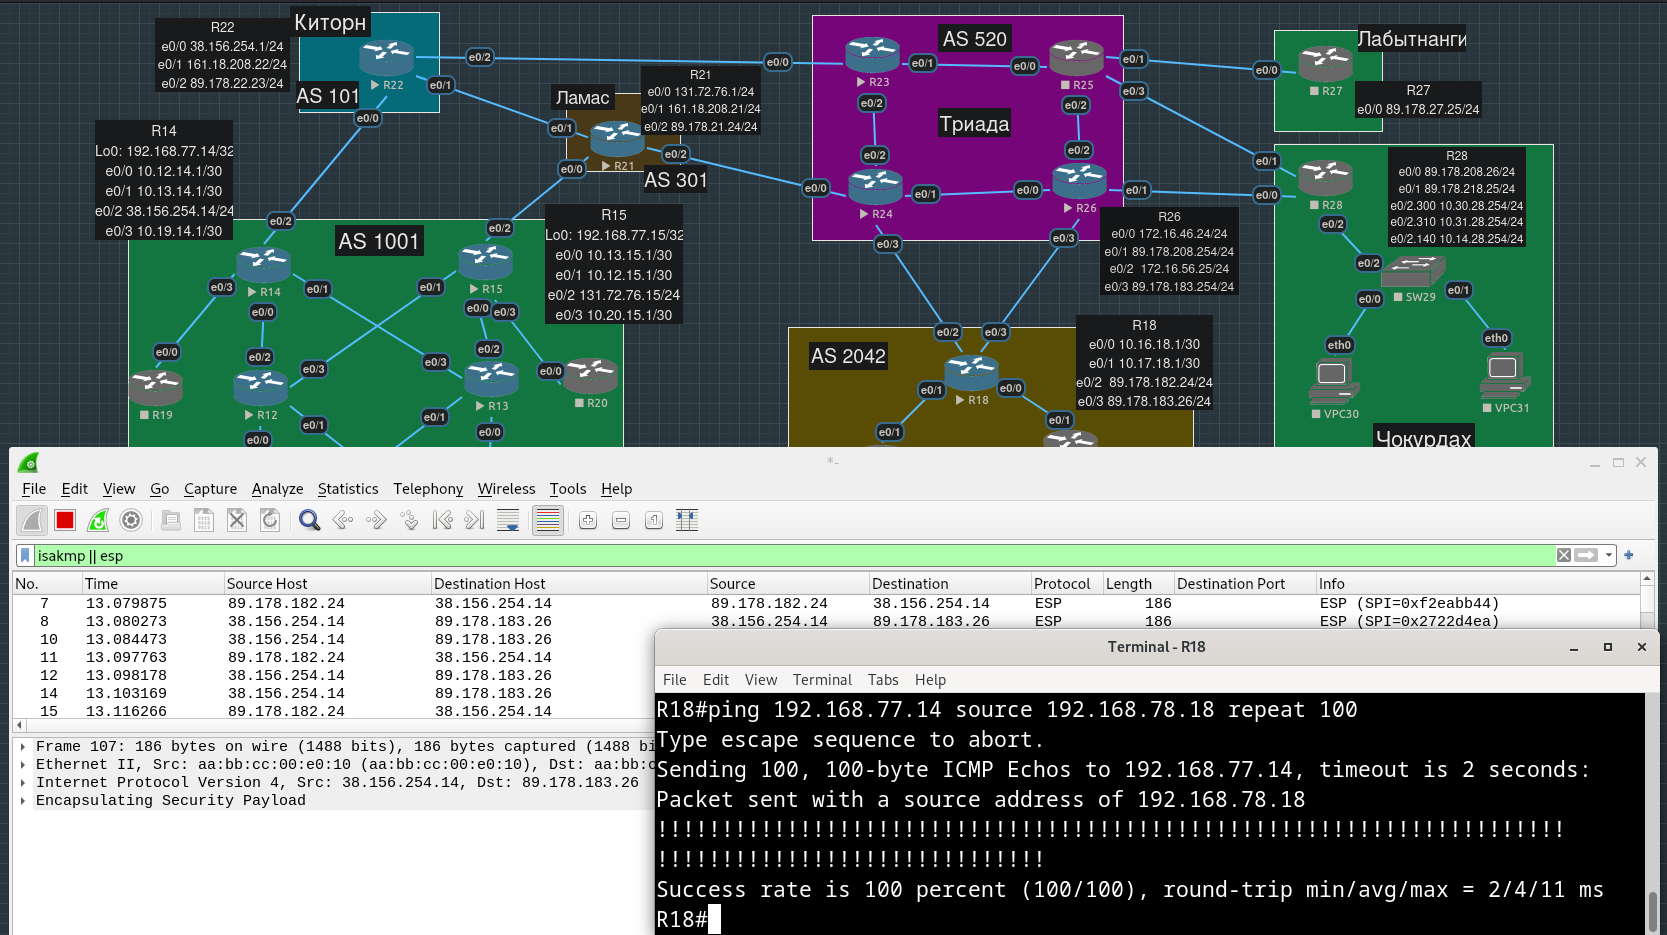 Киторн
R22
e0/0 38.156.254.1/24
e0/1 161.18.208.22/24
e0/2 89.178.22.23/24
AS 101
R22
e0/2
e0/1
e0/0
R21
e0/0 131.72.76.1/24
e0/1 161.18.208.21/24
e0/2 89.178.21.24/24
Ламас
e0/1
R21
e0/2
e0/0
AS 301
AS 520
e0/0
R23
e0/1
e0/0
R25
e0/1
e0/3
e0/2
e0/2
Триада
e0/2
e0/2
e0/0
R24
e0/1
e0/0
R26
e0/1
e0/3
e0/3
Лабытнанги
e0/0
R27
R27
e0/0 89.178.27.25/24
R28
e0/0 89.178.208.26/24
e0/1 89.178.218.25/24
e0/2.300 10.30.28.254/24
e0/2.310 10.31.28.254/24
e0/2.140 10.14.28.254/24
e0/1
e0/0
R28
e0/2
e0/2
SW29
e0/0
e0/1
eth0
eth0
VPC30
VPC31
Чокурдах
R14
Lo0: 192.168.77.14/32
e0/0 10.12.14.1/30
e0/1 10.13.14.1/30
e0/2 38.156.254.14/24
e0/3 10.19.14.1/30
R15
Lo0: 192.168.77.15/32
e0/0 10.13.15.1/30
e0/1 10.12.15.1/30
e0/2 131.72.76.15/24
e0/3 10.20.15.1/30
R26
e0/0 172.16.46.24/24
e0/1 89.178.208.254/24
e0/2 172.16.56.25/24
e0/3 89.178.183.254/24
AS 1001
e0/2
R14
e0/3
e0/1
e0/0
e0/2
R15
e0/1
e0/0
e0/3
e0/0
R19
e0/2
R12
e0/3
e0/1
e0/0
e0/3
e0/2
R13
e0/1
e0/0
e0/0
R20
AS 2042
e0/2
e0/3
R18
e0/1
e0/0
e0/1
e0/1
R18
e0/0 10.16.18.1/30
e0/1 10.17.18.1/30
e0/2 89.178.182.24/24
e0/3 89.178.183.26/24
*-
File Edit View Go Capture Analyze Statistics Telephony Wireless Tools Help
isakmp || esp
No. Time Source Host Destination Host Source Destination Protocol Length Destination Port Info
7 13.079875 89.178.182.24 38.156.254.14 89.178.182.24 38.156.254.14 ESP 186 ESP (SPI=0xf2eabb44)
8 13.080273 38.156.254.14 89.178.183.26 38.156.254.14 89.178.183.26 ESP 186 ESP (SPI=0x2722d4ea)
10 13.084473 38.156.254.14 89.178.183.26
11 13.097763 89.178.182.24 38.156.254.14
12 13.098178 38.156.254.14 89.178.183.26
14 13.103169 38.156.254.14 89.178.183.26
15 13.116266 89.178.182.24 38.156.254.14
Frame 107: 186 bytes on wire (1488 bits), 186 bytes captured (1488 bi
Ethernet II, Src: aa:bb:cc:00:e0:10 (aa:bb:cc:00:e0:10), Dst: aa:bb:c
Internet Protocol Version 4, Src: 38.156.254.14, Dst: 89.178.183.26
Encapsulating Security Payload
Terminal - R18
File Edit View Terminal Tabs Help
R18#ping 192.168.77.14 source 192.168.78.18 repeat 100
Type escape sequence to abort.
Sending 100, 100-byte ICMP Echos to 192.168.77.14, timeout is 2 seconds:
Packet sent with a source address of 192.168.78.18
!!!!!!!!!!!!!!!!!!!!!!!!!!!!!!!!!!!!!!!!!!!!!!!!!!!!!!!!!!!!!!!!!!!!!!
!!!!!!!!!!!!!!!!!!!!!!!!!!!!!!
Success rate is 100 percent (100/100), round-trip min/avg/max = 2/4/11 ms
R18#